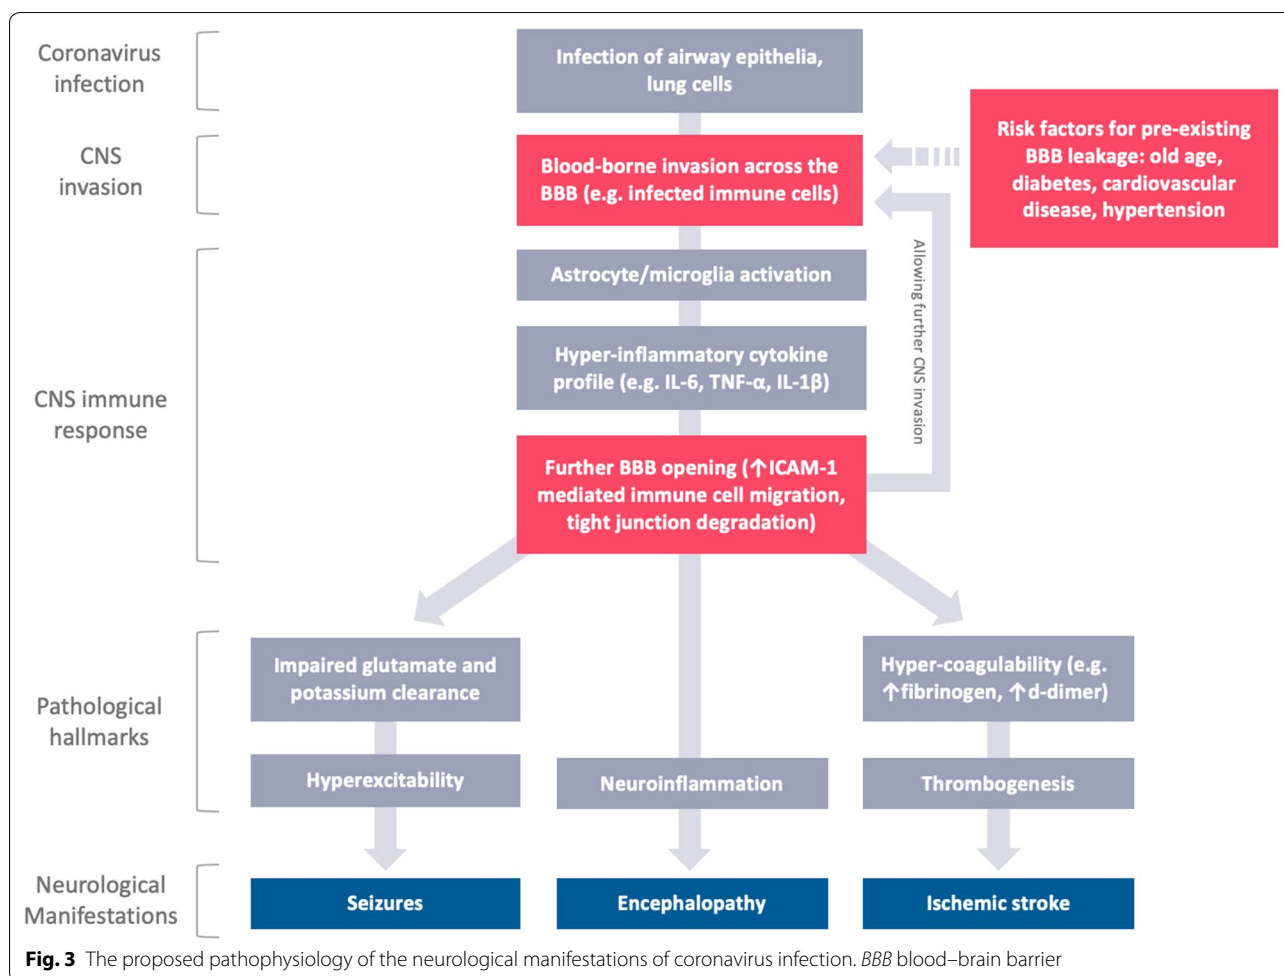 Coronavirus
infection
Infection of airway epithelia,
lung cells
CNS
invasion
Blood-borne invasion across the
BBB (e.g. infected immune cells)
Risk factors for pre-existing
BBB leakage: old age,
diabetes, cardiovascular
disease, hypertension
Allowing further CNS invasion
CNS immune
response
Astrocyte/microglia activation
Hyper-inflammatory cytokine
profile (e.g. IL-6, TNF-α, IL-1β)
Further BBB opening (↑ICAM-1
mediated immune cell migration,
tight junction degradation)
Pathological
hallmarks
Impaired glutamate and
potassium clearance
Hyper-coagulability (e.g.
↑fibrinogen, ↑d-dimer)
Hyperexcitability
Neuroinflammation
Thrombogenesis
Neurological
Manifestations
Seizures
Encephalopathy
Ischemic stroke
Fig. 3 The proposed pathophysiology of the neurological manifestations of coronavirus infection. BBB blood–brain barrier